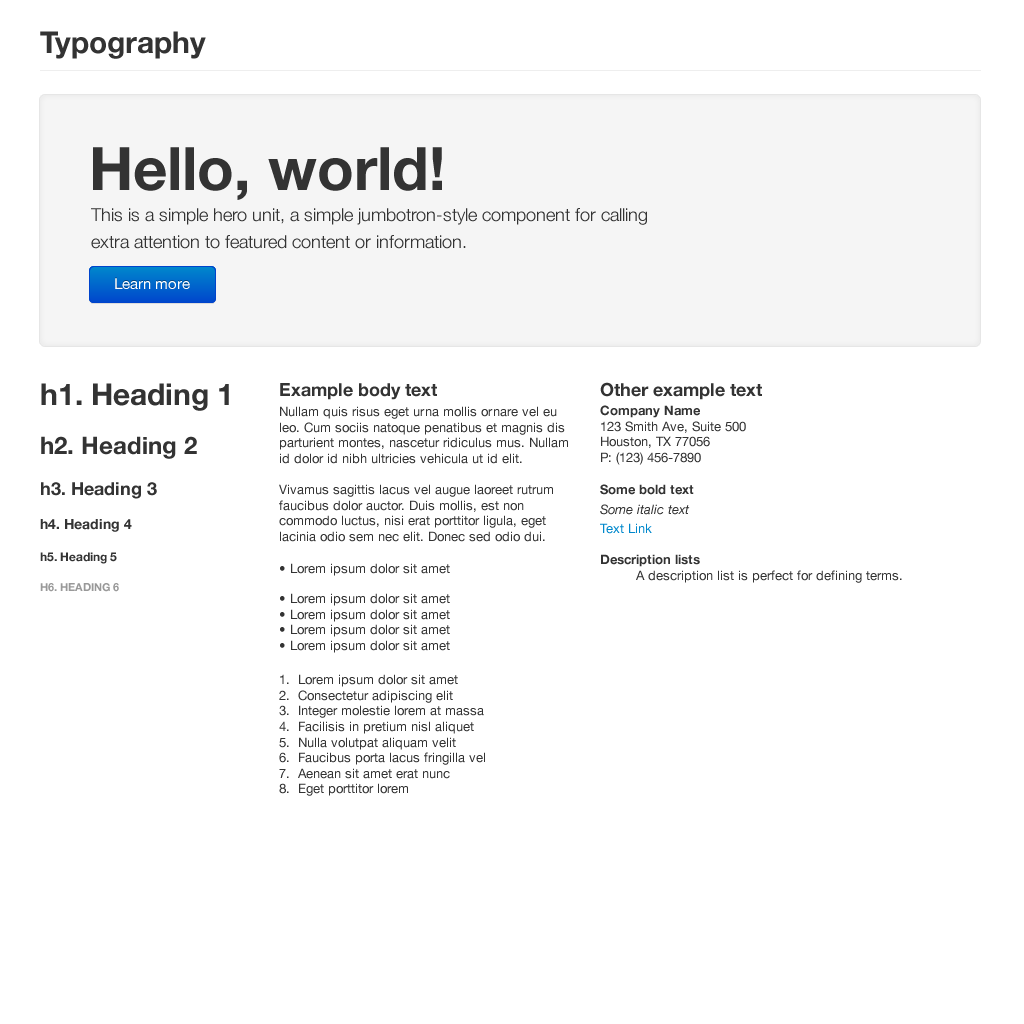 Typography
Hello, world!
This is a simple hero unit, a simple jumbotron-style component for calling
extra attention to featured content or information.
Learn more
h1. Heading 1
h2. Heading 2
h3. Heading 3
h4. Heading 4
h5. Heading 5
H6. HEADING 6
Example body text
Nullam quis risus eget urna mollis ornare vel eu
leo. Cum sociis natoque penatibus et magnis dis
parturient montes, nascetur ridiculus mus. Nullam
id dolor id nibh ultricies vehicula ut id elit.
Vivamus sagittis lacus vel augue laoreet rutrum
faucibus dolor auctor. Duis mollis, est non
commodo luctus, nisi erat porttitor ligula, eget
lacinia odio sem nec elit. Donec sed odio dui.
• Lorem ipsum dolor sit amet
• Lorem ipsum dolor sit amet
• Lorem ipsum dolor sit amet
• Lorem ipsum dolor sit amet
• Lorem ipsum dolor sit amet
1. Lorem ipsum dolor sit amet
2. Consectetur adipiscing elit
3. Integer molestie lorem at massa
4. Facilisis in pretium nisl aliquet
5. Nulla volutpat aliquam velit
6. Faucibus porta lacus fringilla vel
7. Aenean sit amet erat nunc
8. Eget porttitor lorem
Other example text
Company Name
123 Smith Ave, Suite 500
Houston, TX 77056
P: (123) 456-7890
Some bold text
Some italic text
Text Link
Description lists
A description list is perfect for defining terms.